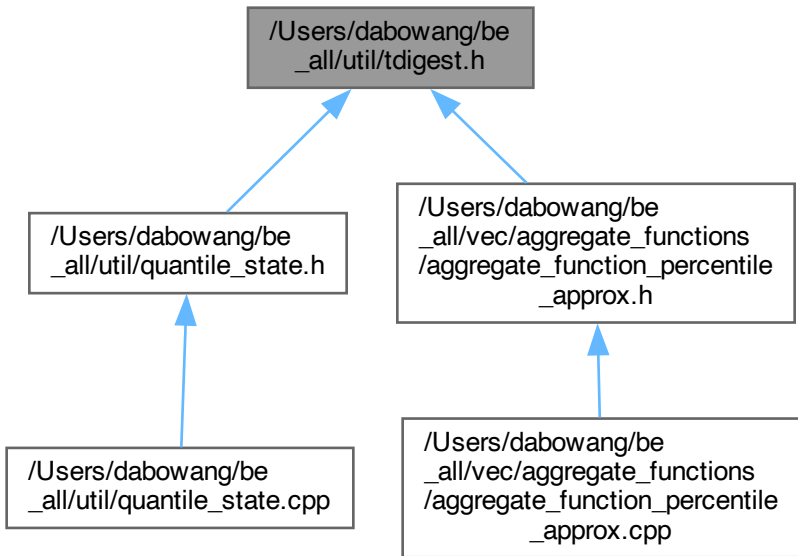 /Users/dabowang/be
_all/util/tdigest.h
/Users/dabowang/be
_all/util/quantile_state.h
/Users/dabowang/be
_all/vec/aggregate_functions
/aggregate_function_percentile
_approx.h
/Users/dabowang/be
_all/util/quantile_state.cpp
/Users/dabowang/be
_all/vec/aggregate_functions
/aggregate_function_percentile
_approx.cpp